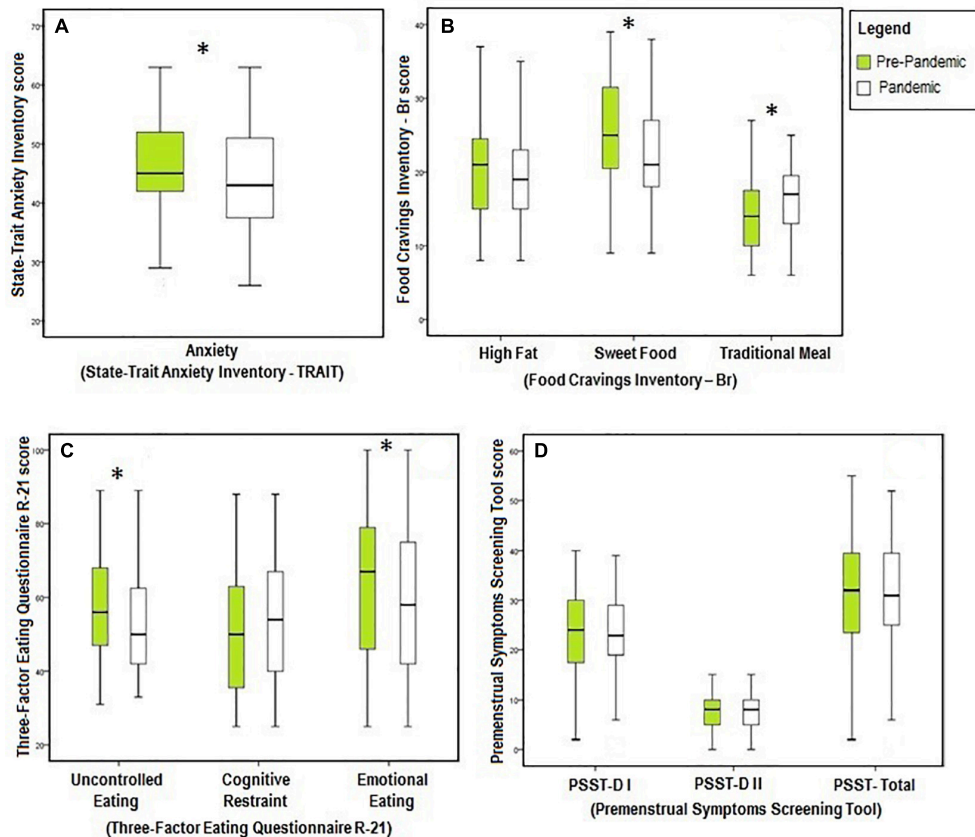 A
*
State-Trait Anxiety Inventory score
70
60
50
40
30
20
Anxiety
(State-Trait Anxiety Inventory - TRAIT)
B
*
*
Food Cravings Inventory - Br score
40
30
20
10
0
High Fat
Sweet Food
Traditional Meal
(Food Cravings Inventory – Br)
Legend
Pre-Pandemic
Pandemic
C
*
*
Three-Factor Eating Questionnaire R-21 score
100
80
60
40
20
Uncontrolled Eating
Cognitive Restraint
Emotional Eating
(Three-Factor Eating Questionnaire R-21)
D
Premenstrual Symptoms Screening Tool score
60
50
40
30
20
10
0
PSST-D I
PSST-D II
PSST- Total
(Premenstrual Symptoms Screening Tool)